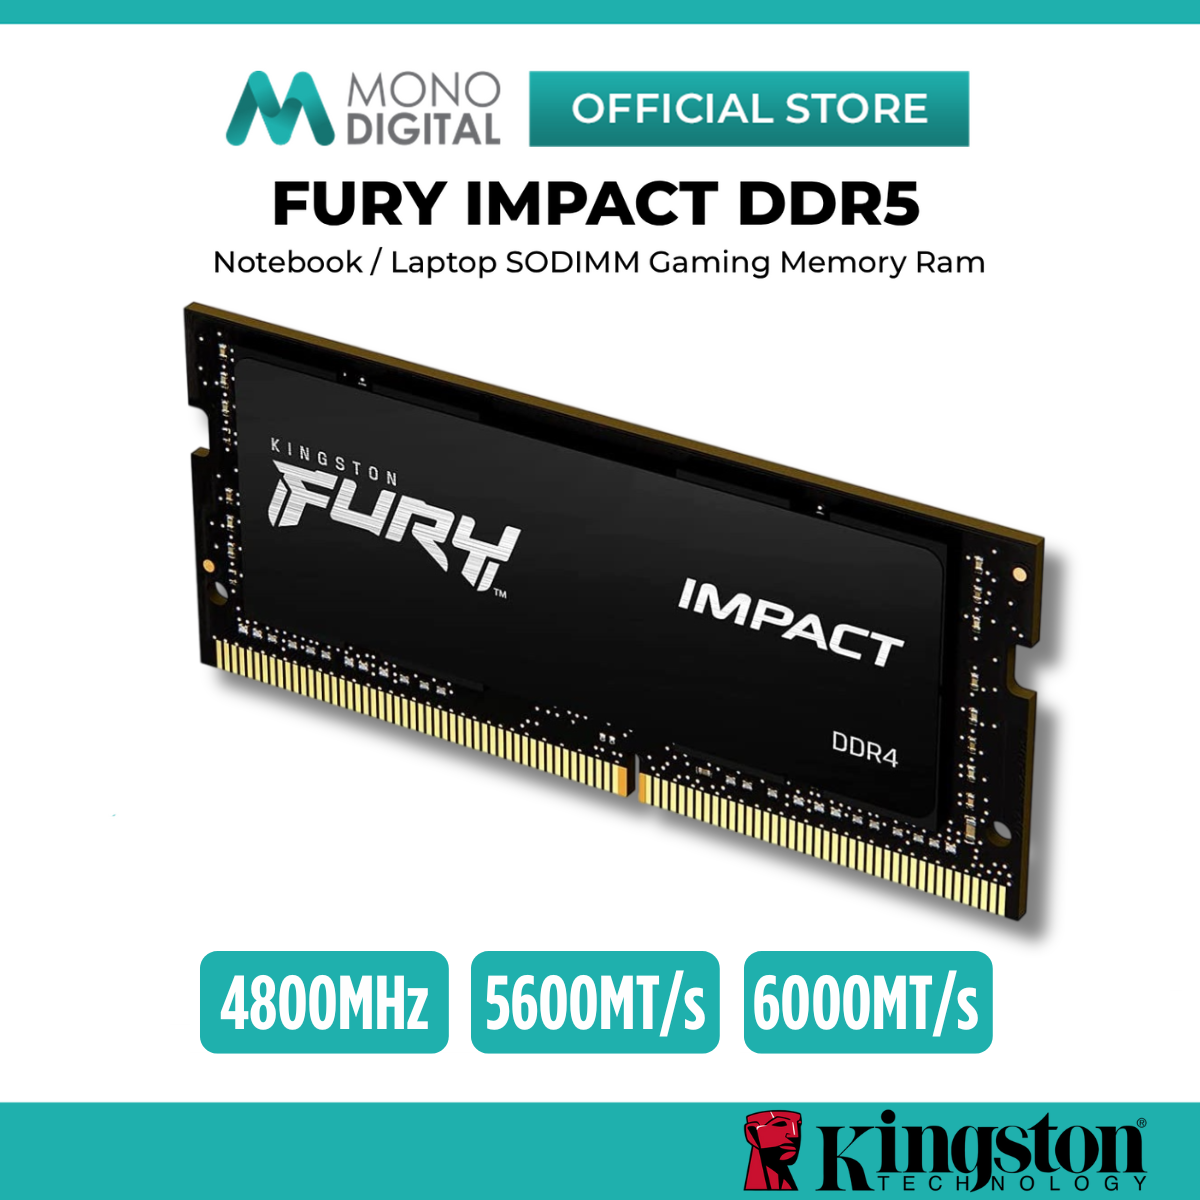 MONO
DIGITAL
OFFICIAL STORE
FURY IMPACT DDR5
Notebook / Laptop SODIMM Gaming Memory Ram
KINGSTON
FURY™
IMPACT
DDR4
4800MHz
5600MT/s
6000MT/s
Kingston®
TECHNOLOGY